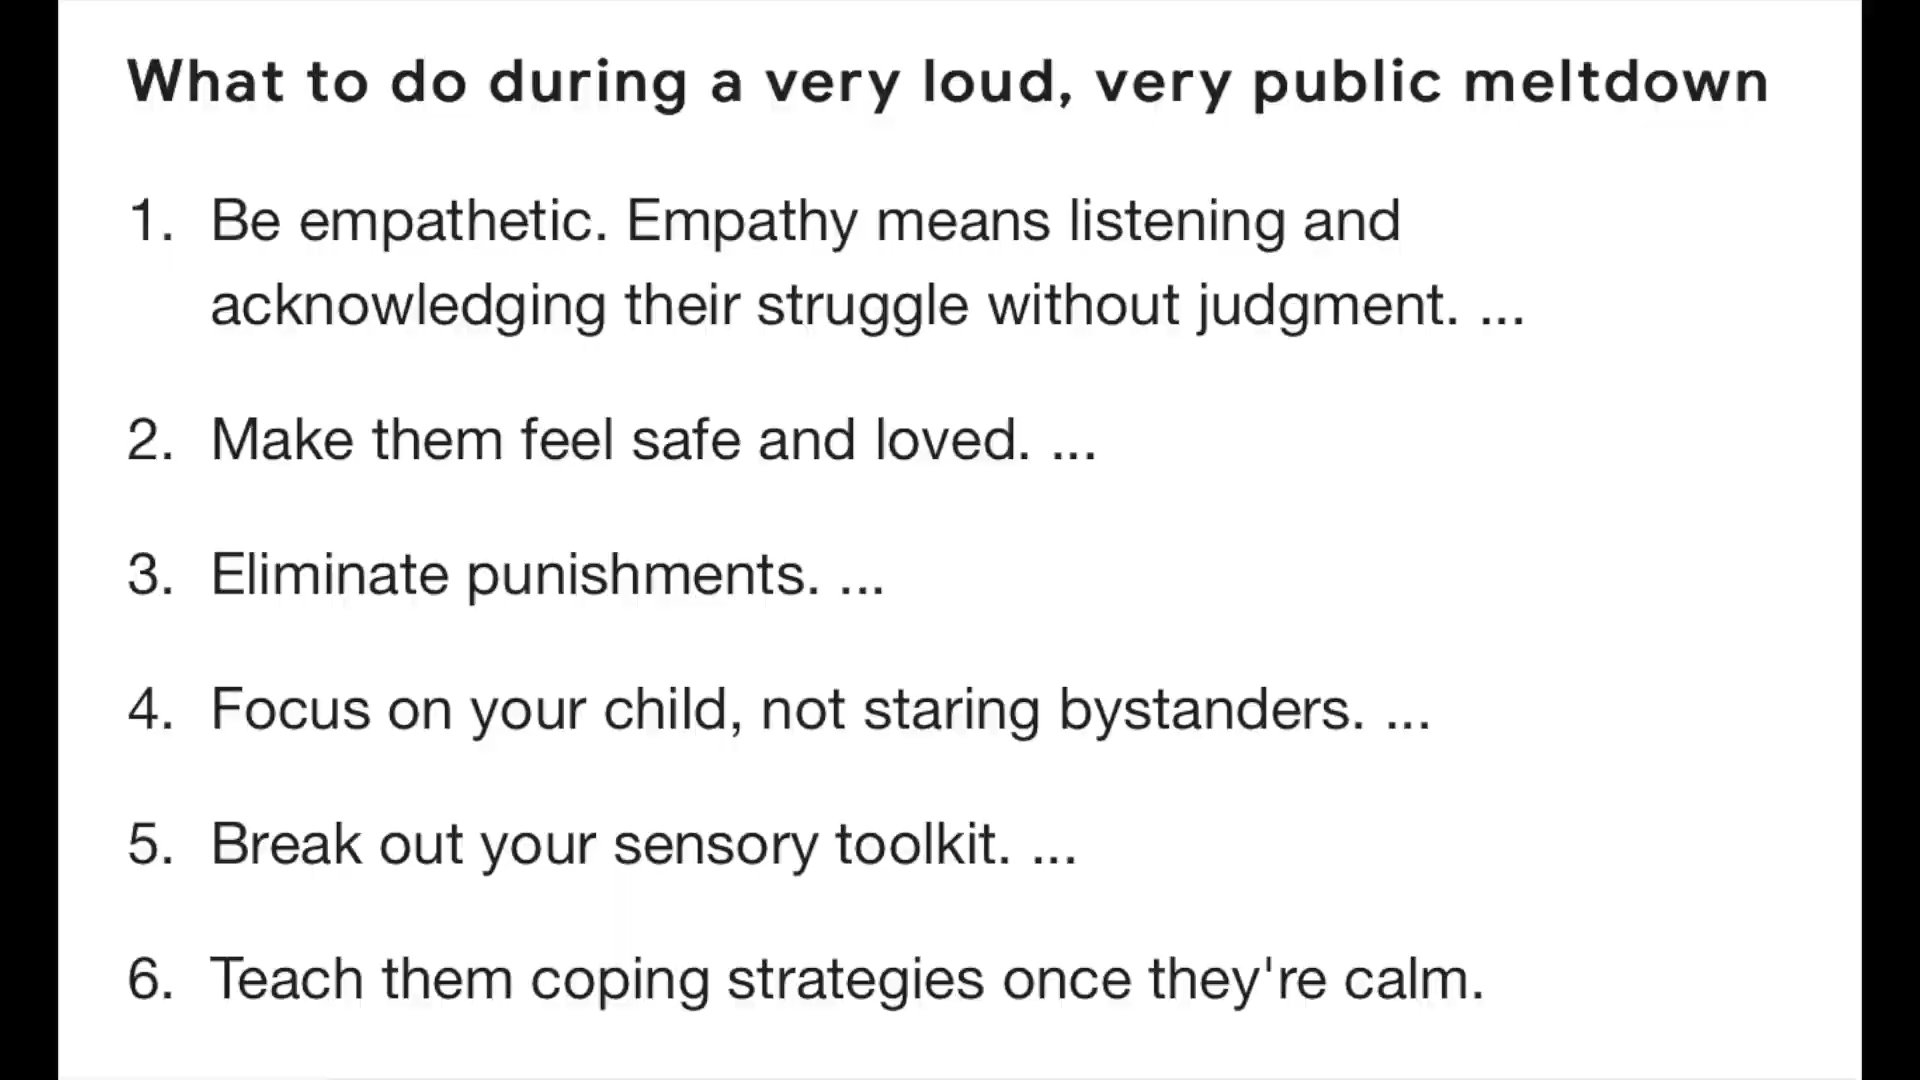 What to do during a very loud, very public meltdown
1. Be empathetic. Empathy means listening and
acknowledging their struggle without judgment. ...
2. Make them feel safe and loved. ...
3. Eliminate punishments. ...
4. Focus on your child, not staring bystanders. ...
5. Break out your sensory toolkit. ...
6. Teach them coping strategies once they're calm.